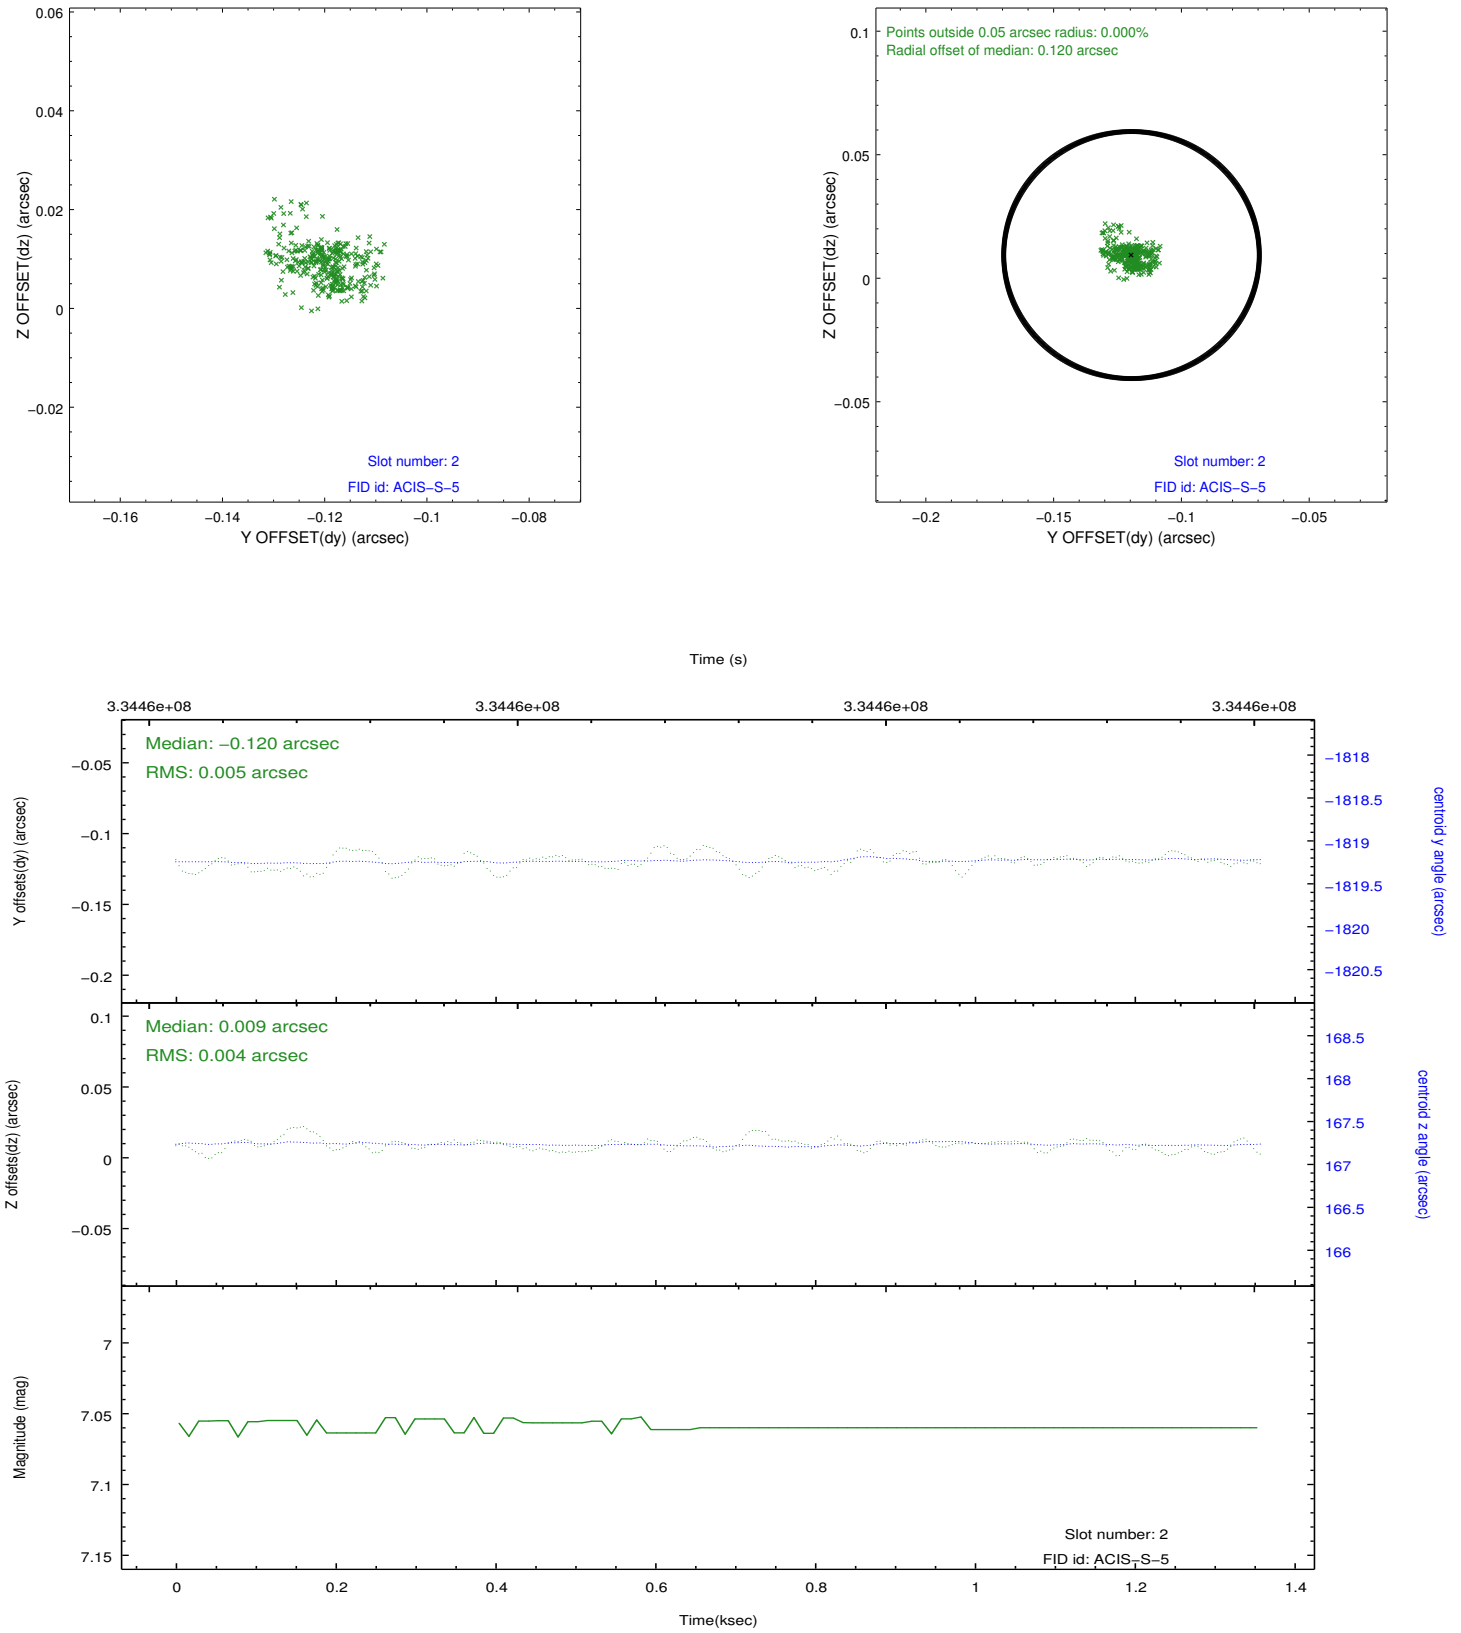 0.06
0.04
0.02
0
−0.02
Z OFFSET(dz) (arcsec)
Slot number: 2
FID id: ACIS−S−5
−0.16 −0.14 −0.12 −0.1 −0.08
Y OFFSET(dy) (arcsec)
Points outside 0.05 arcsec radius: 0.000%
Radial offset of median: 0.120 arcsec
0.1
0.05
0
−0.05
Z OFFSET(dz) (arcsec)
Slot number: 2
FID id: ACIS−S−5
−0.2 −0.15 −0.1 −0.05
Y OFFSET(dy) (arcsec)
Time (s)
3.3446e+08 3.3446e+08 3.3446e+08 3.3446e+08
Median: −0.120 arcsec
RMS: 0.005 arcsec
−0.05
−0.1
−0.15
−0.2
Y offsets(dy) (arcsec)
−1818
−1818.5
−1819
−1819.5
−1820
−1820.5
centroid y angle (arcsec)
Median: 0.009 arcsec
RMS: 0.004 arcsec
0.1
0.05
0
−0.05
Z offsets(dz) (arcsec)
168.5
168
167.5
167
166.5
166
centroid z angle (arcsec)
7
7.05
7.1
7.15
Magnitude (mag)
Slot number: 2
FID id: ACIS−S−5
0 0.2 0.4 0.6 0.8 1 1.2 1.4
Time(ksec)